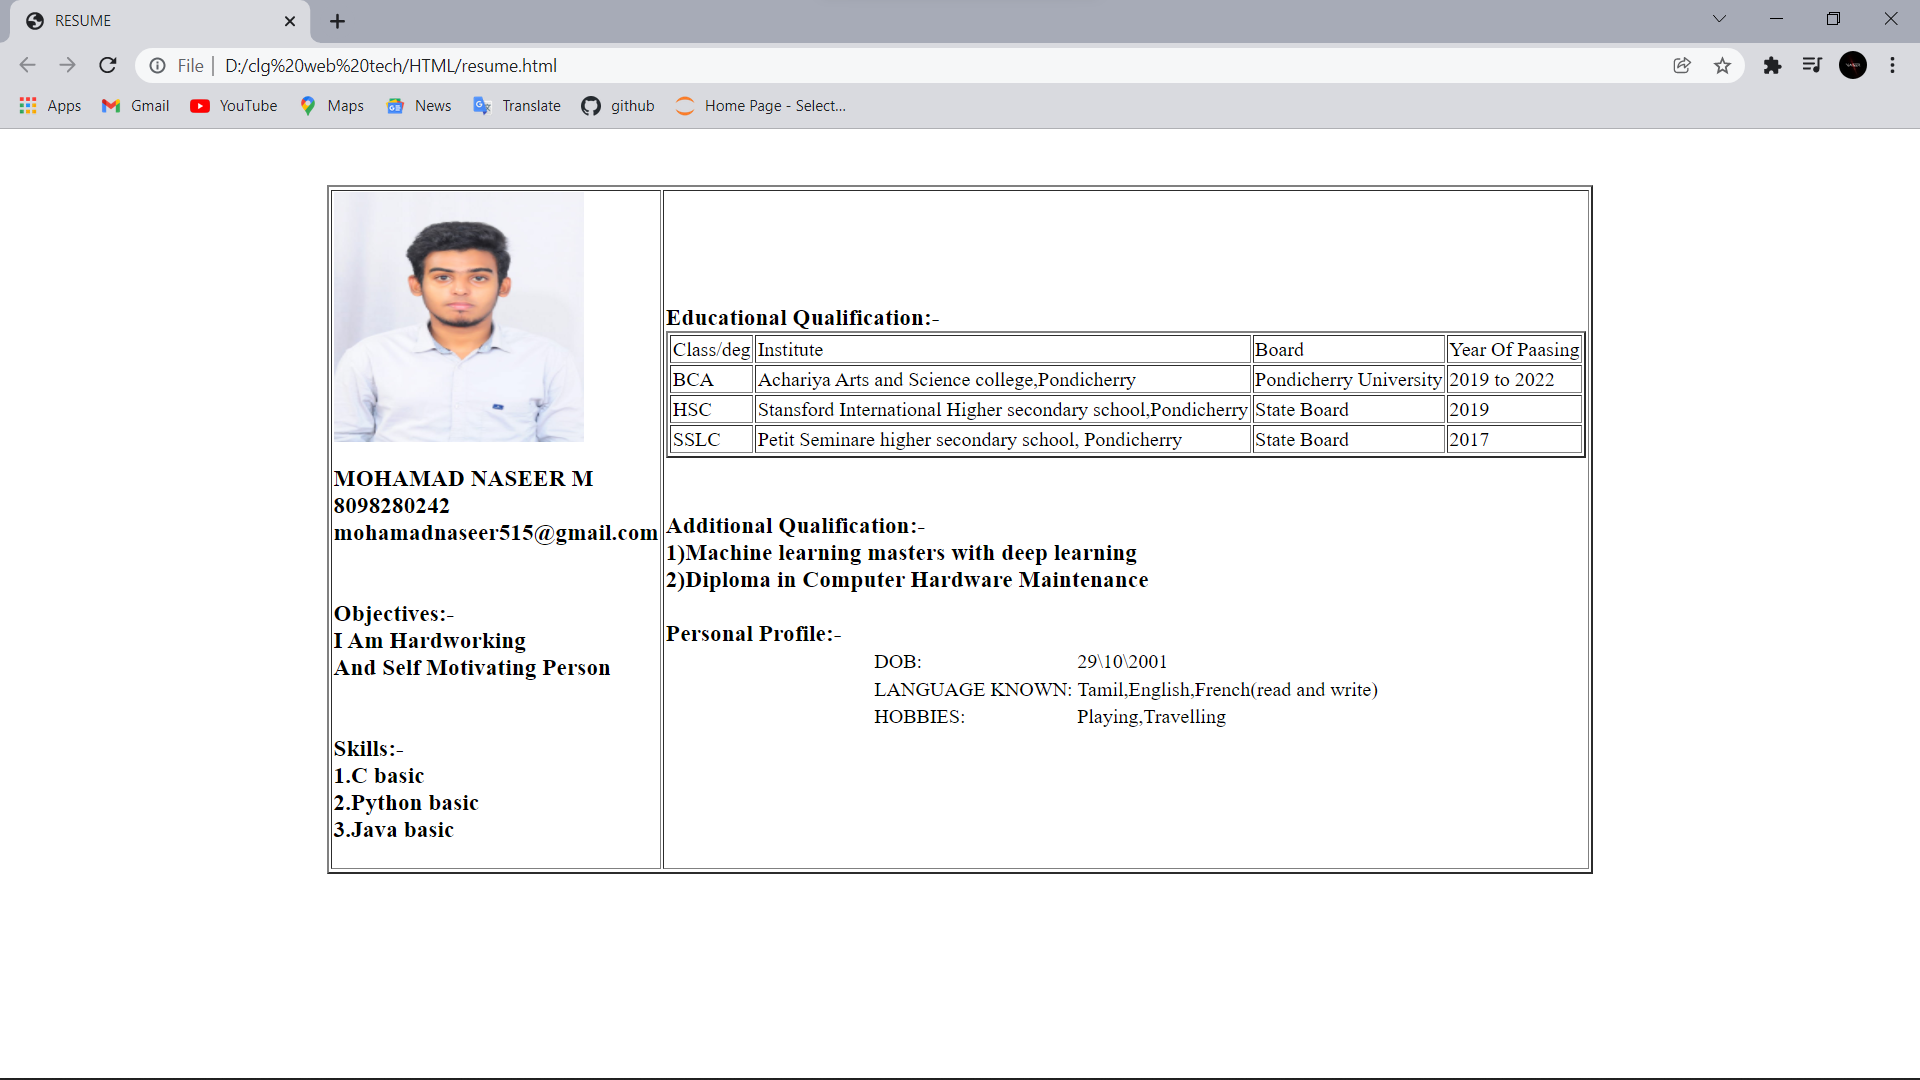 RESUME
File | D:/clg%20web%20tech/HTML/resume.html
Apps Gmail YouTube Maps News Translate github Home Page - Select...
MOHAMAD NASEER M
8098280242
mohamadnaseer515@gmail.com
Objectives:-
I Am Hardworking
And Self Motivating Person
Skills:-
1.C basic
2.Python basic
3.Java basic
Educational Qualification:-
Class/deg Institute Board Year Of Paasing
BCA Achariya Arts and Science college,Pondicherry Pondicherry University 2019 to 2022
HSC Stansford International Higher secondary school,Pondicherry State Board 2019
SSLC Petit Seminare higher secondary school, Pondicherry State Board 2017
Additional Qualification:-
1)Machine learning masters with deep learning
2)Diploma in Computer Hardware Maintenance
Personal Profile:-
DOB: 29\10\2001
LANGUAGE KNOWN: Tamil,English,French(read and write)
HOBBIES: Playing,Travelling